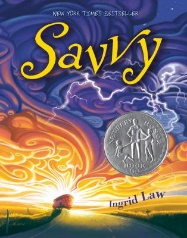 NEW YORK TIMES BESTSELLER
Savvy
Ingrid Law